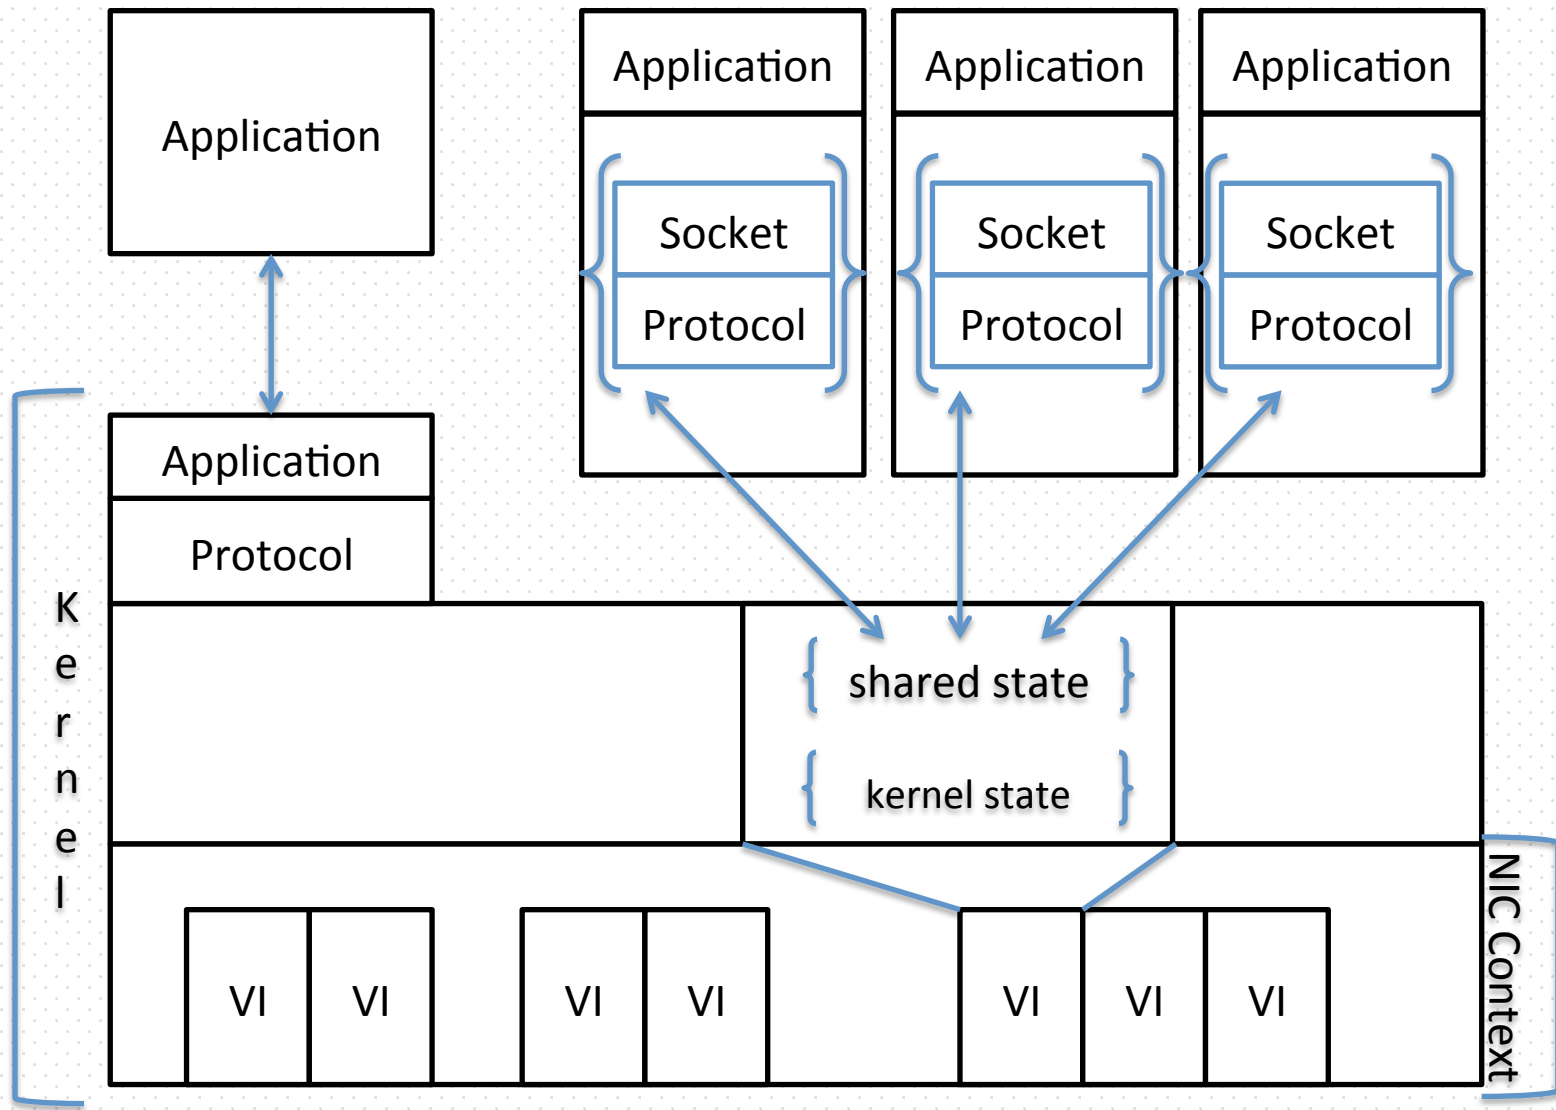 Application
Application
Application
Application
Socket
Protocol
Socket
Protocol
Socket
Protocol
Application
Protocol
Kernel
shared state
kernel state
NIC Context
VI
VI
VI
VI
VI
VI
VI